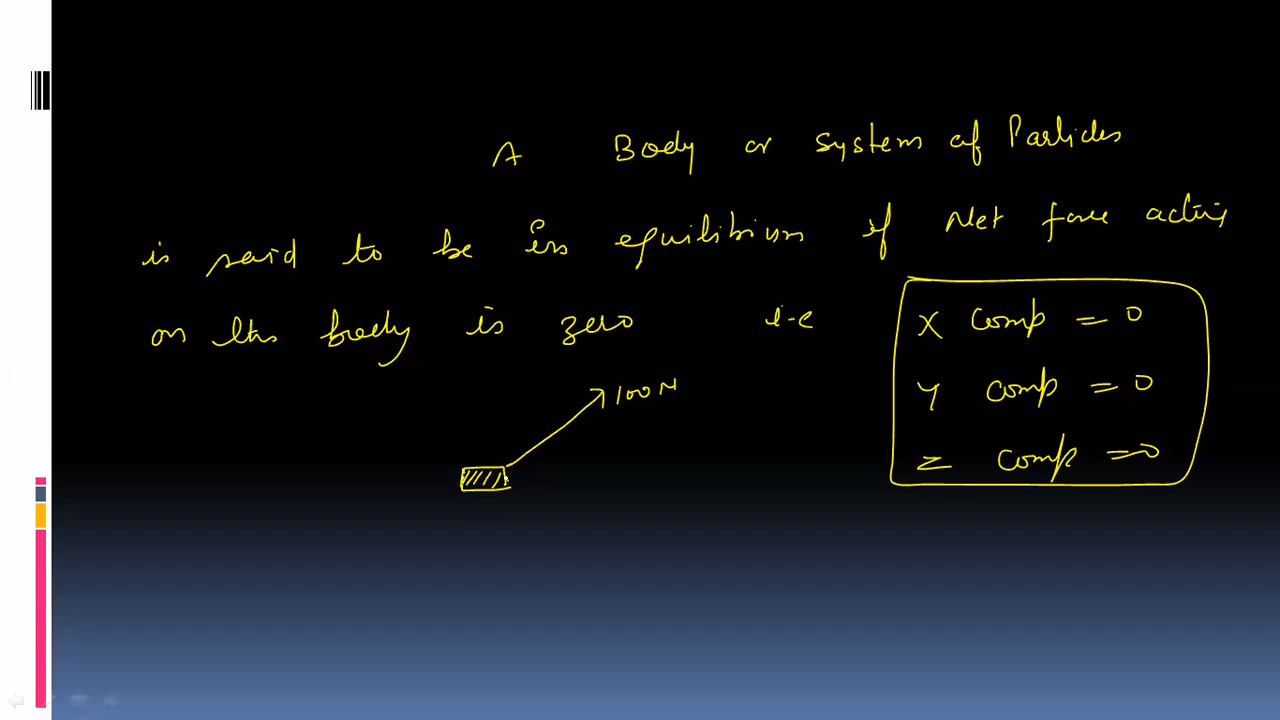 A Body or system of Particles
is said to be in equilibrium if Net force acting
on the body is zero i-e
X comp = 0
Y comp = 0
Z comp = 0
100 N